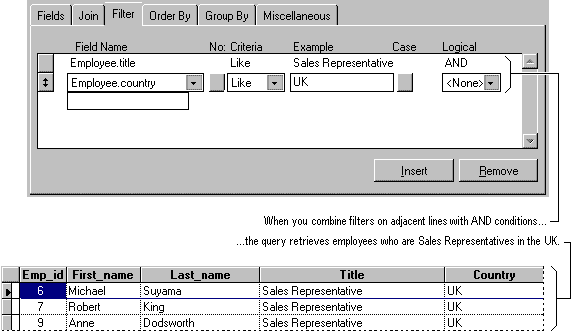 Fields Join Filter Order By Group By Miscellaneous
Field Name No: Criteria Example Case Logical
Employee.title Like Sales Representative AND
Employee.country Like UK <None>
Insert Remove
When you combine filters on adjacent lines with AND conditions...
...the query retrieves employees who are Sales Representatives in the UK.
Emp_id First_name Last_name Title Country
6 Michael Suyama Sales Representative UK
7 Robert King Sales Representative UK
9 Anne Dodsworth Sales Representative UK